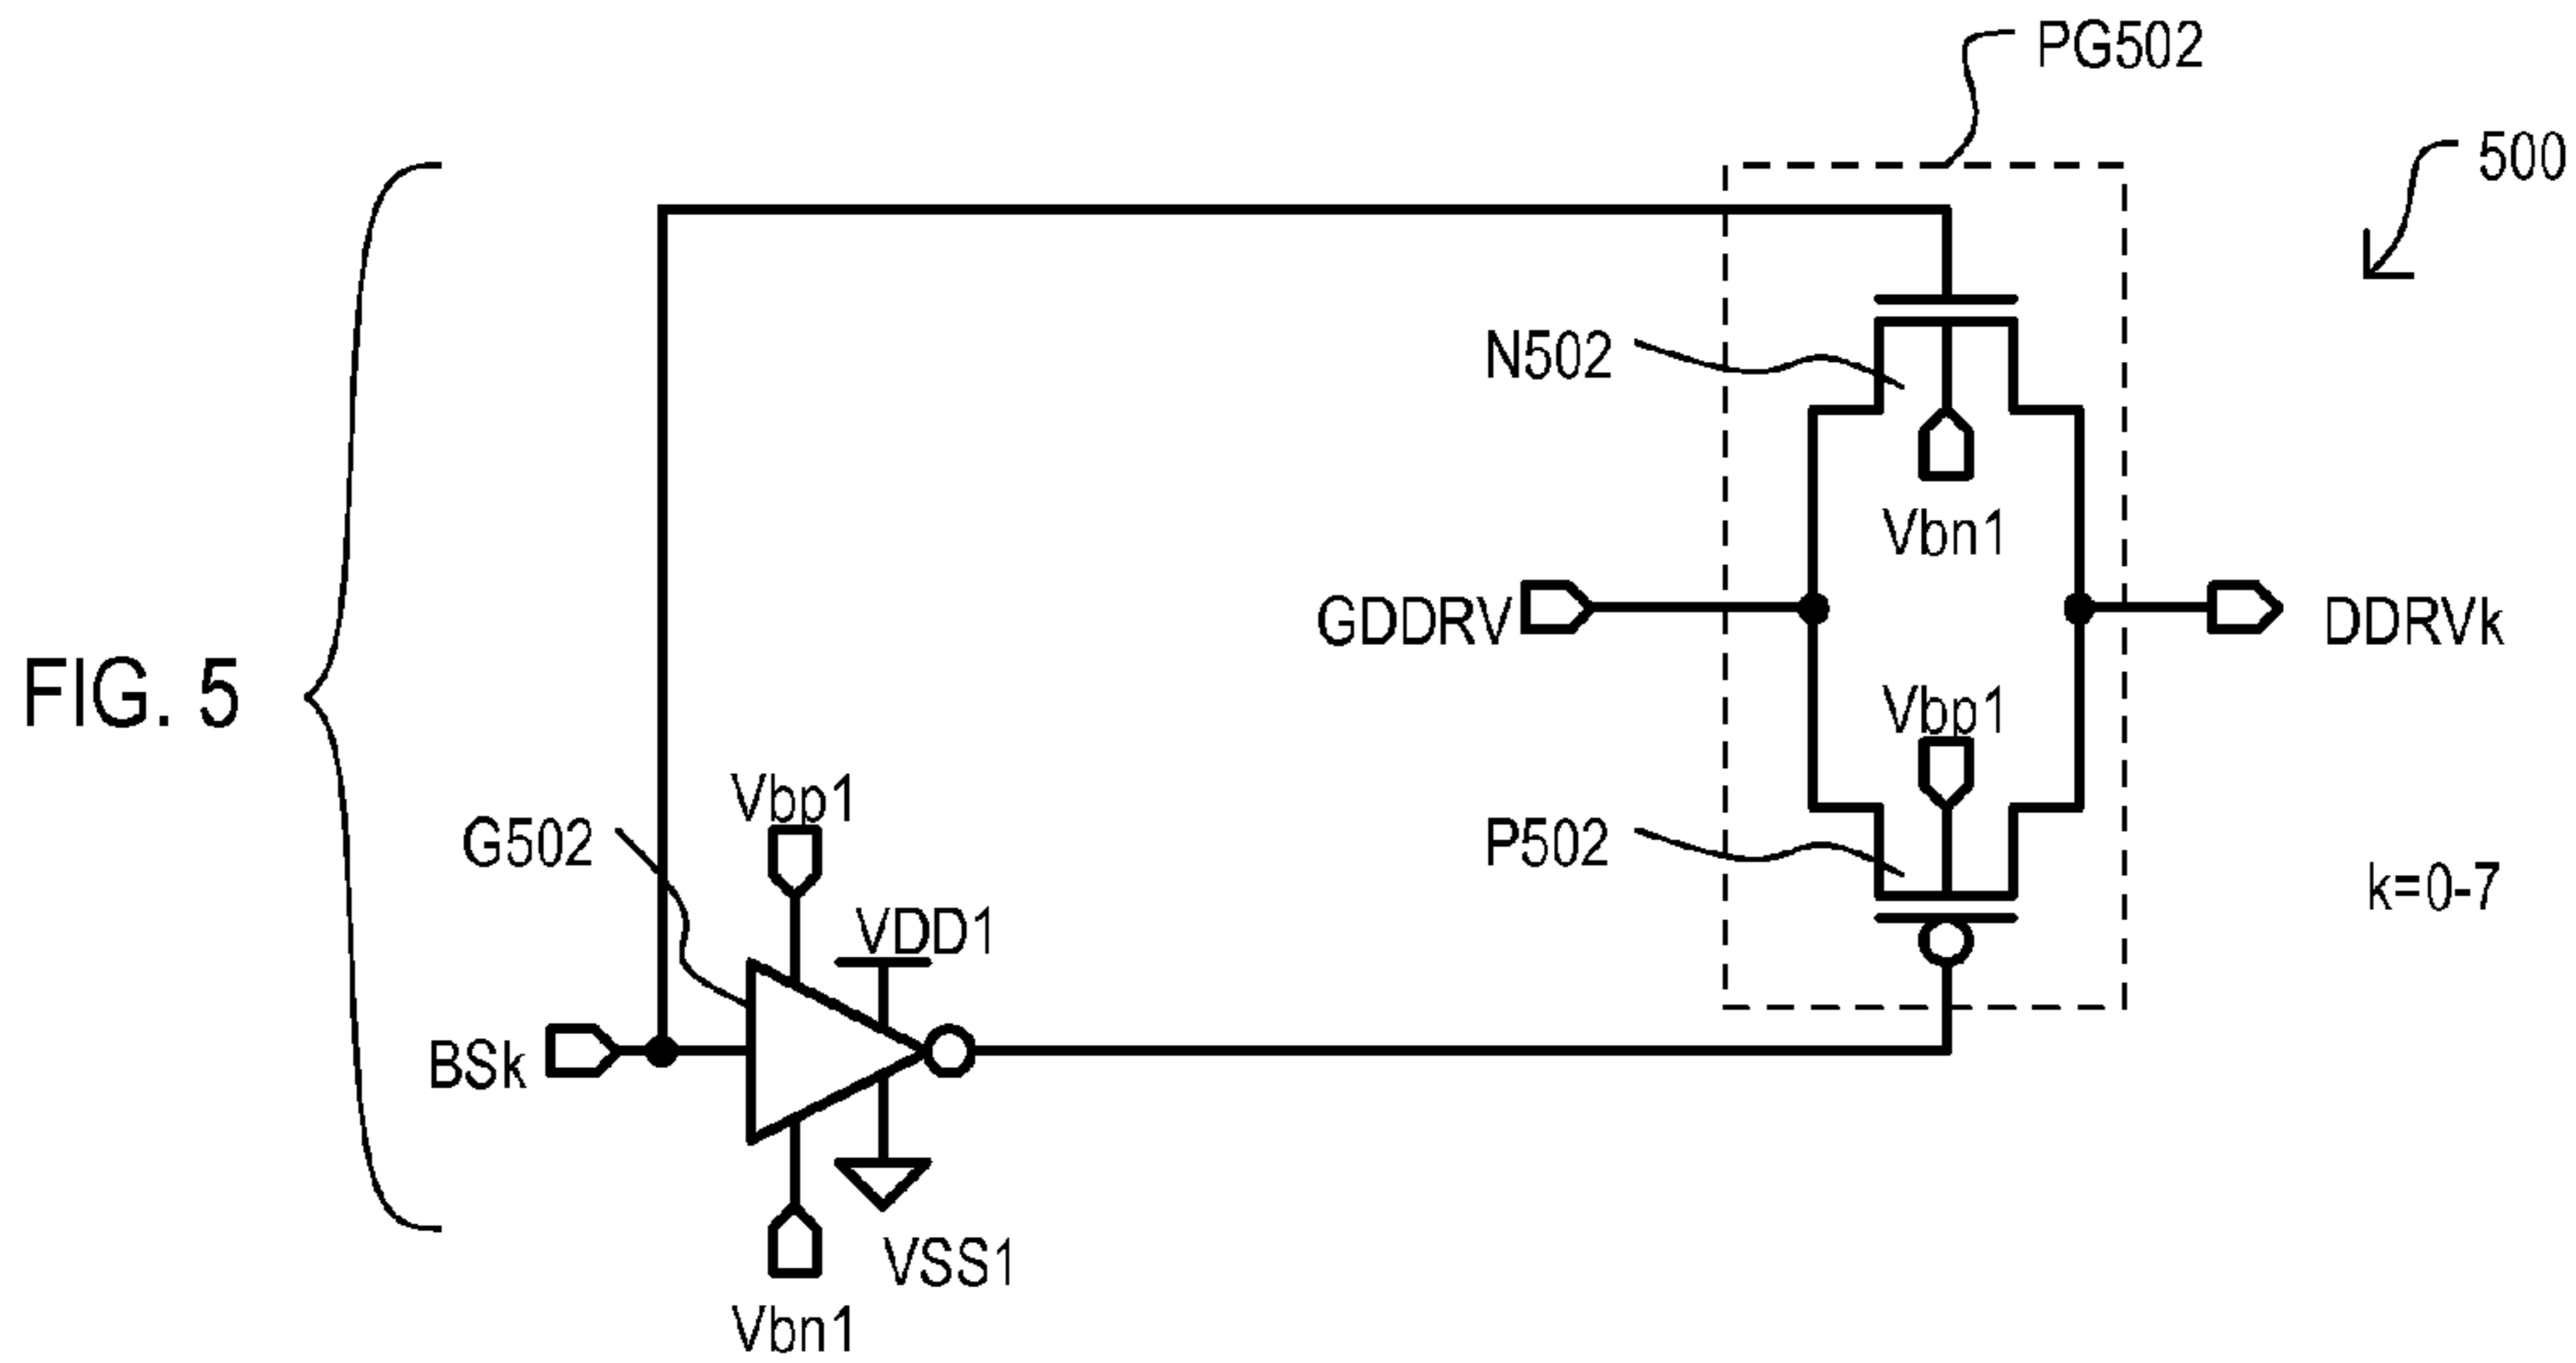 PG502
500
N502
Vbn1
GDDRV
DDRVk
FIG. 5
Vbp1
Vbp1
G502
P502
k=0-7
VDD1
BSk
VSS1
Vbn1